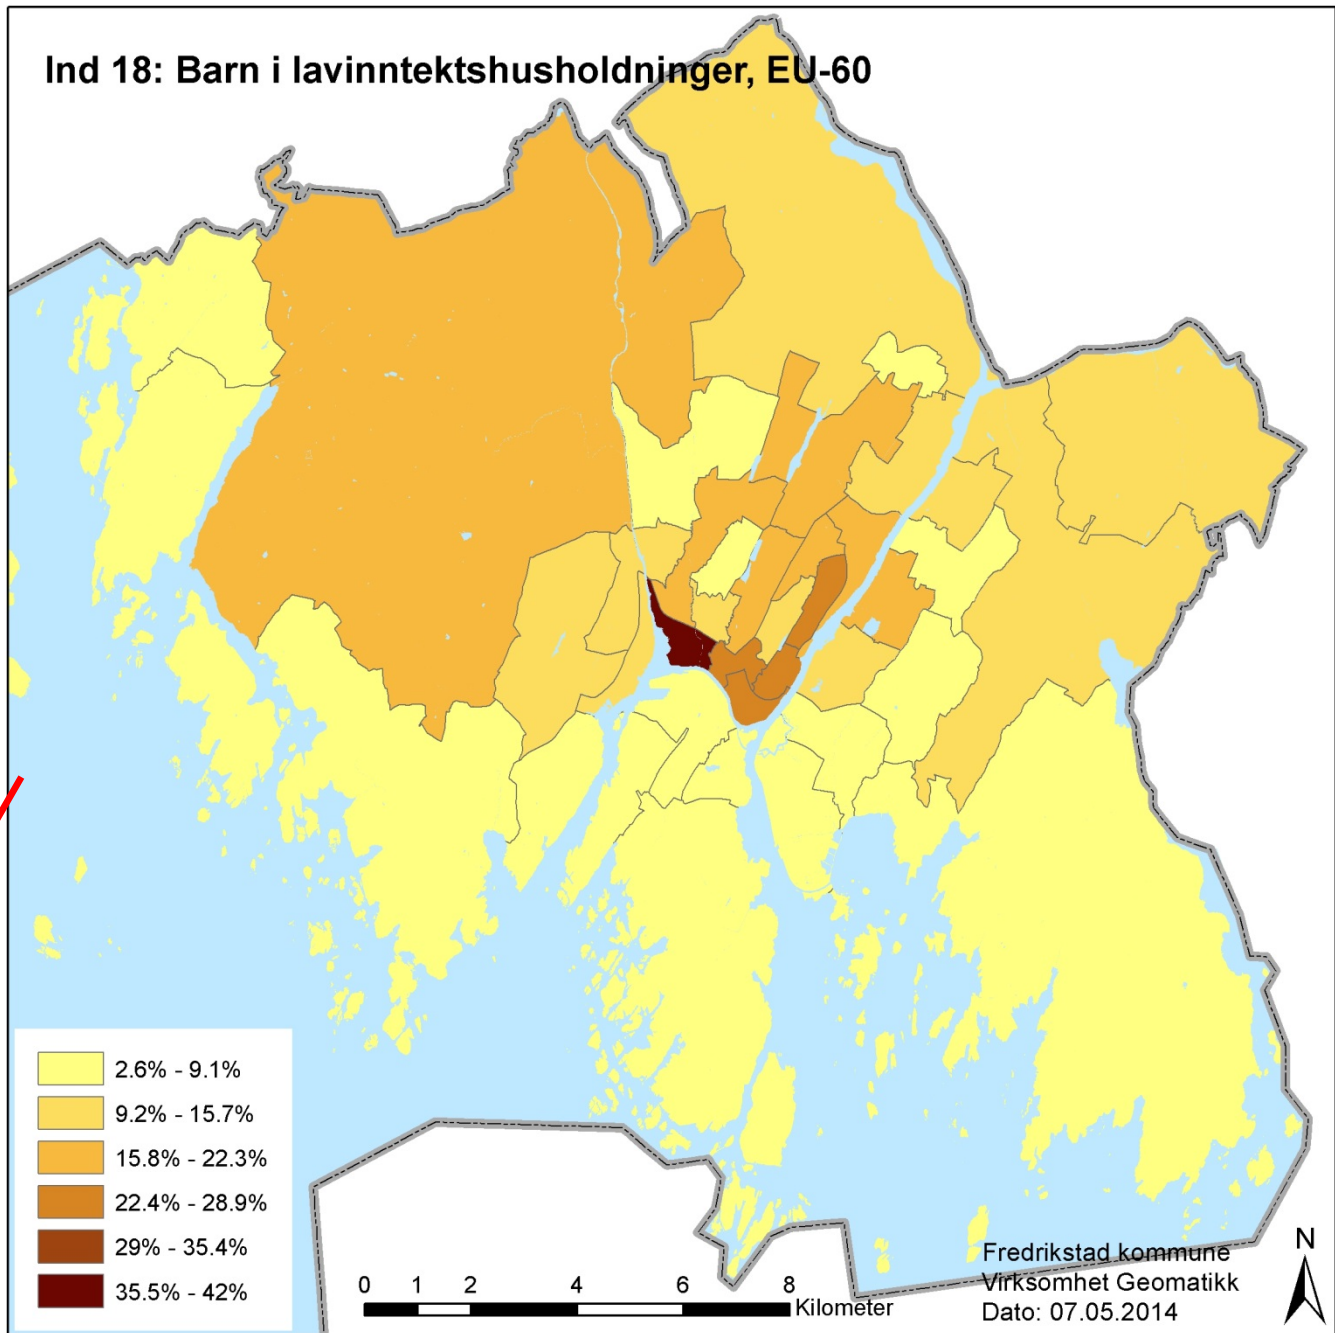 Ind 18: Barn i lavinntektshusholdninger, EU-60
2.6% - 9.1%
9.2% - 15.7%
15.8% - 22.3%
22.4% - 28.9%
29% - 35.4%
35.5% - 42%
0 1 2 4 6 8
Kilometer
Fredrikstad kommune
Virksomhet Geomatikk
Dato: 07.05.2014
N